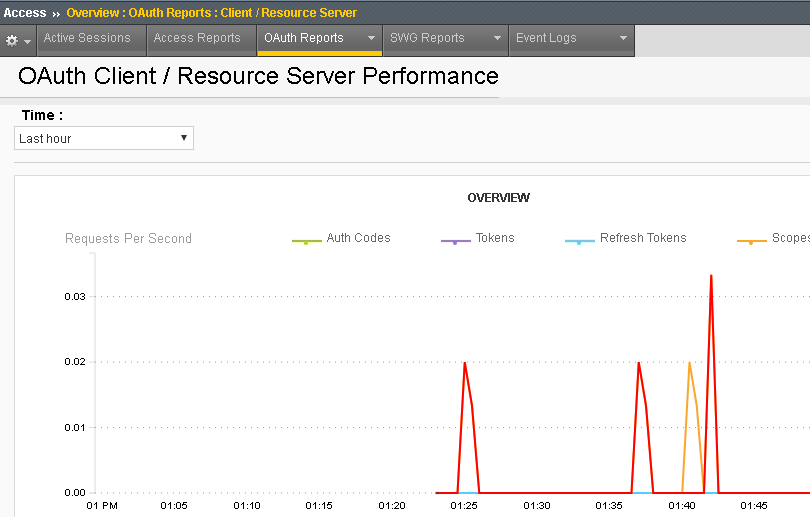 Access ›› Overview : OAuth Reports : Client / Resource Server
Active Sessions Access Reports OAuth Reports SWG Reports Event Logs
OAuth Client / Resource Server Performance
Time :
Last hour
OVERVIEW
Requests Per Second Auth Codes Tokens Refresh Tokens Scopes
0.03
0.02
0.01
0.00
01 PM 01:05 01:10 01:15 01:20 01:25 01:30 01:35 01:40 01:45